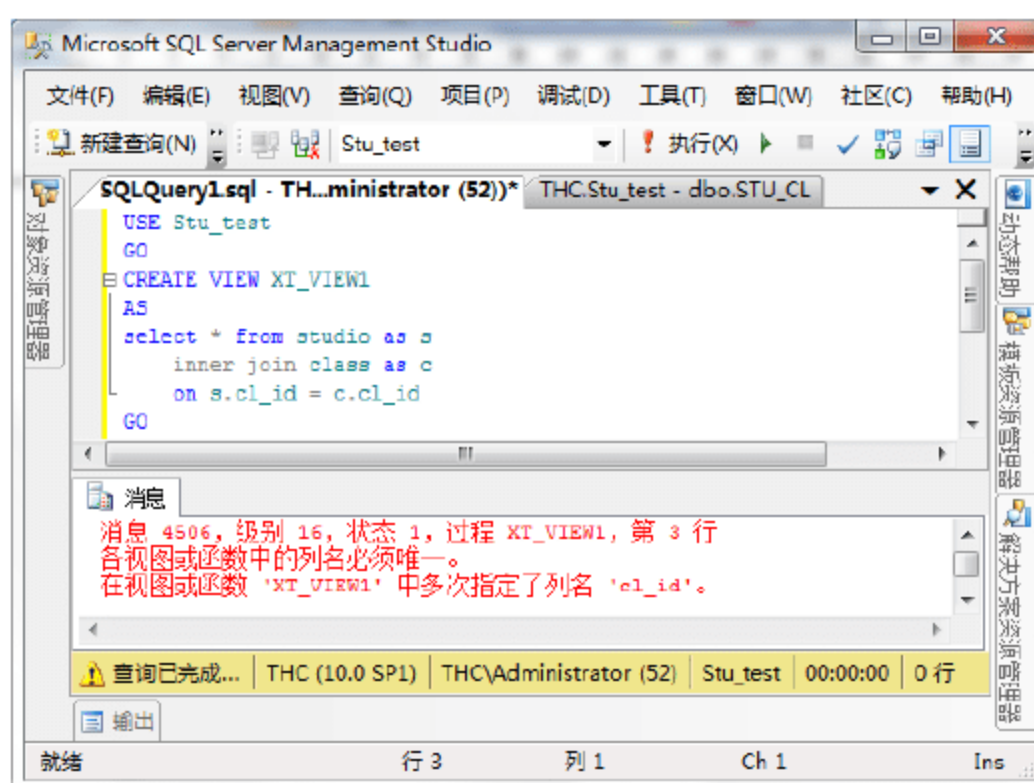 Microsoft SQL Server Management Studio
文件(F) 编辑(E) 视图(V) 查询(Q) 项目(P) 调试(D) 工具(T) 窗口(W) 社区(C) 帮助(H)
新建查询(N) Stu_test 执行(X)
SQLQuery1.sql - TH...ministrator (52))* THC.Stu_test - dbo.STU_CL
对象资源管理器
USE Stu_test
GO
CREATE VIEW XT_VIEW1
AS
select * from studio as s
inner join class as c
on s.cl_id = c.cl_id
GO
动态帮助
模板资源管理器
解决方案资源管理器
消息
消息 4506，级别 16，状态 1，过程 XT_VIEW1，第 3 行
各视图或函数中的列名必须唯一。
在视图或函数 'XT_VIEW1' 中多次指定了列名 'cl_id'。
查询已完成... THC (10.0 SP1) THC\Administrator (52) Stu_test 00:00:00 0 行
输出
就绪 行 3 列 1 Ch 1 Ins